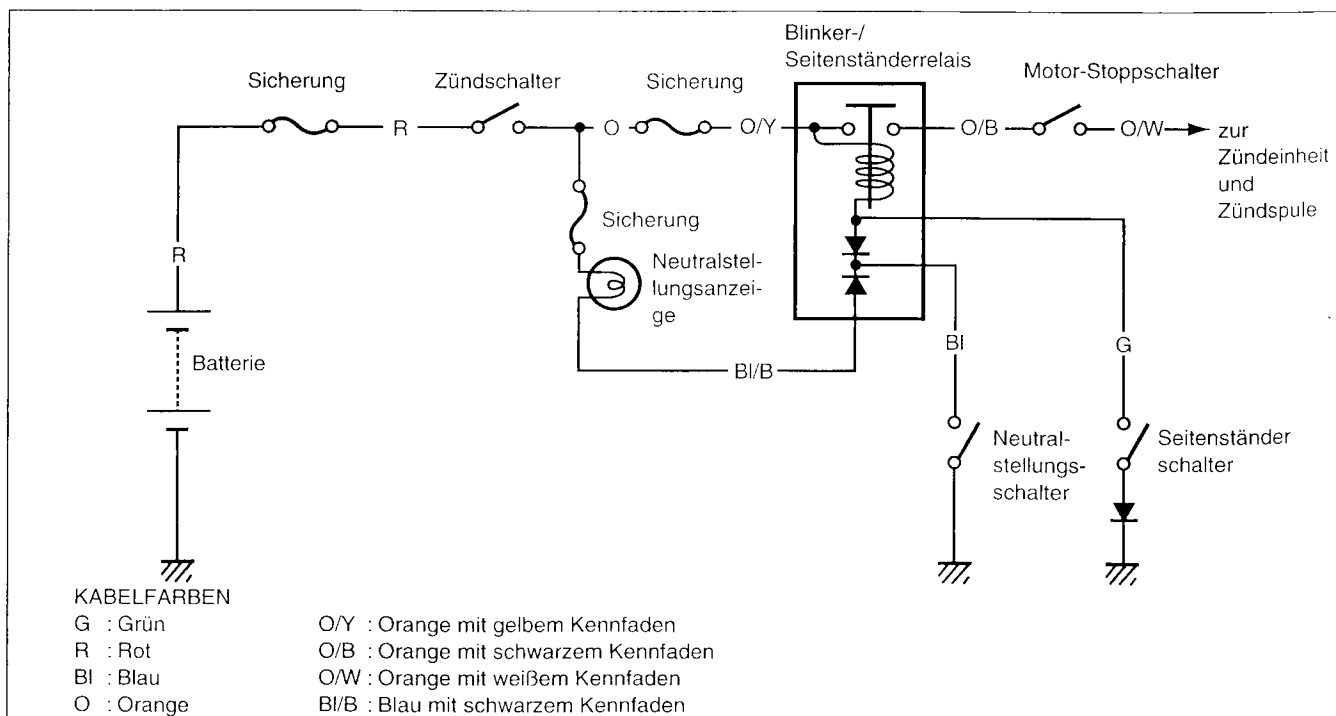 Blinker-/
Seitenständerrelais
Sicherung
Zündschalter
Sicherung
Motor-Stoppschalter
R
O
O/Y
O/B
O/W
zur
Zündeinheit
und
Zündspule
Sicherung
R
Neutralstel-
lungsanzei-
ge
Batterie
Bl/B
Bl
G
Neutral-
stellungs-
schalter
Seitenständer
schalter
KABELFARBEN
G : Grün
R : Rot
Bl : Blau
O : Orange
O/Y : Orange mit gelbem Kennfaden
O/B : Orange mit schwarzem Kennfaden
O/W : Orange mit weißem Kennfaden
Bl/B : Blau mit schwarzem Kennfaden